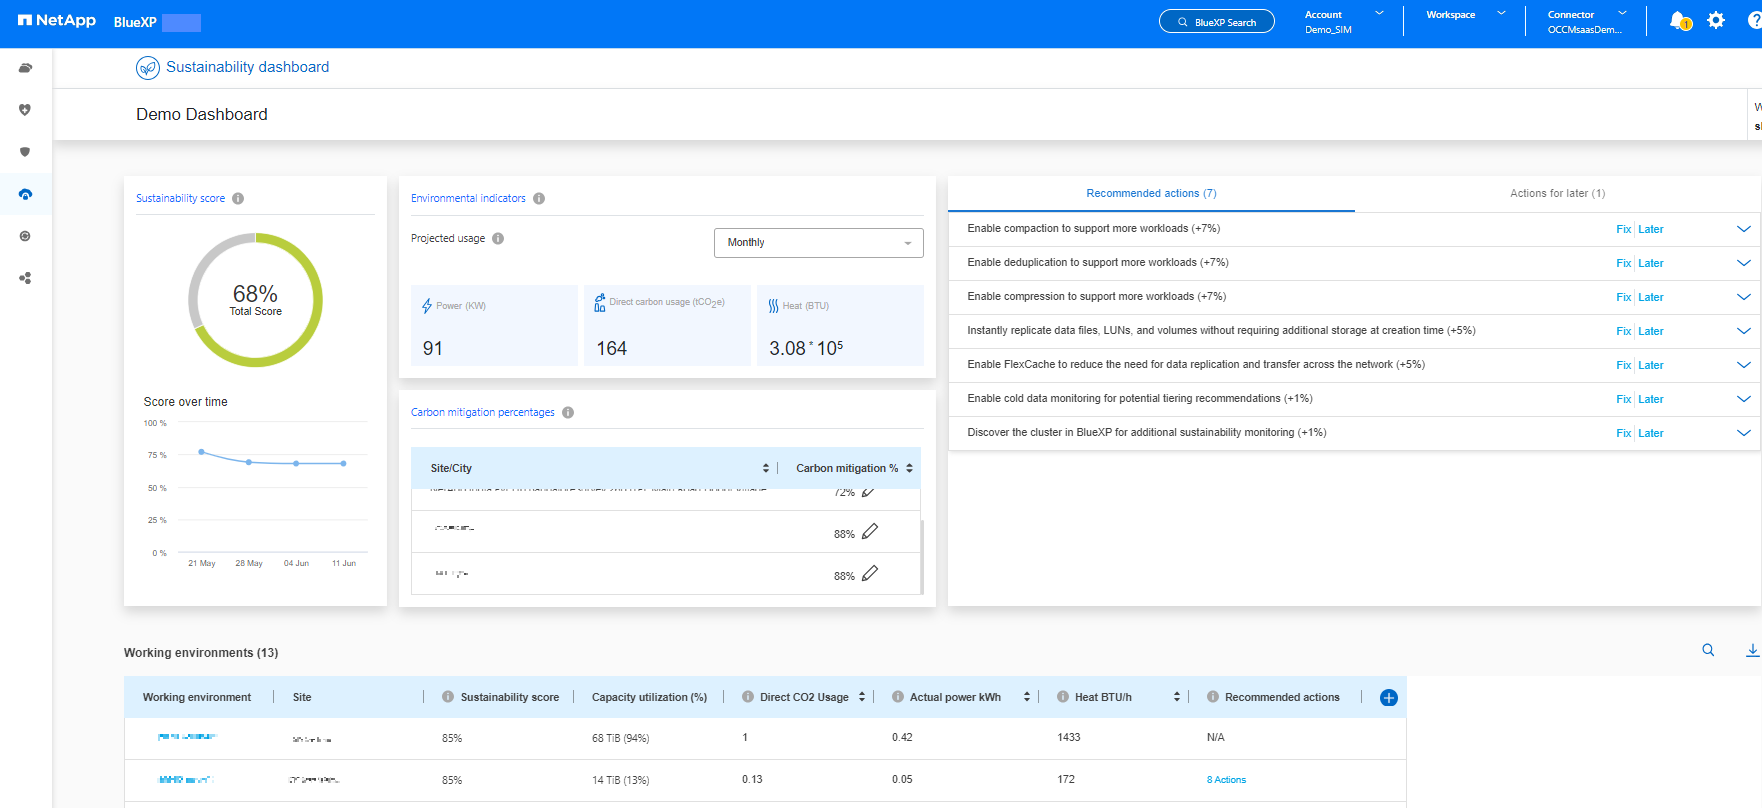 NetApp BlueXP
BlueXP Search
Account
Demo_SIM
Workspace
Connector
OCCMsaasDem...
1
Sustainability dashboard
Demo Dashboard
Sustainability score
68%
Total Score
Score over time
100 %
75 %
50 %
25 %
0 %
21 May 28 May 04 Jun 11 Jun
Environmental indicators
Projected usage
Monthly
Power (KW)
91
Direct carbon usage (tCO2e)
164
Heat (BTU)
3.08 * 10⁵
Carbon mitigation percentages
Site/City Carbon mitigation %
72%
88%
88%
Recommended actions (7) Actions for later (1)
Enable compaction to support more workloads (+7%) Fix Later
Enable deduplication to support more workloads (+7%) Fix Later
Enable compression to support more workloads (+7%) Fix Later
Instantly replicate data files, LUNs, and volumes without requiring additional storage at creation time (+5%) Fix Later
Enable FlexCache to reduce the need for data replication and transfer across the network (+5%) Fix Later
Enable cold data monitoring for potential tiering recommendations (+1%) Fix Later
Discover the cluster in BlueXP for additional sustainability monitoring (+1%) Fix Later
Working environments (13)
Working environment Site Sustainability score Capacity utilization (%) Direct CO2 Usage Actual power kWh Heat BTU/h Recommended actions
85% 68 TiB (94%) 1 0.42 1433 N/A
85% 14 TiB (13%) 0.13 0.05 172 8 Actions